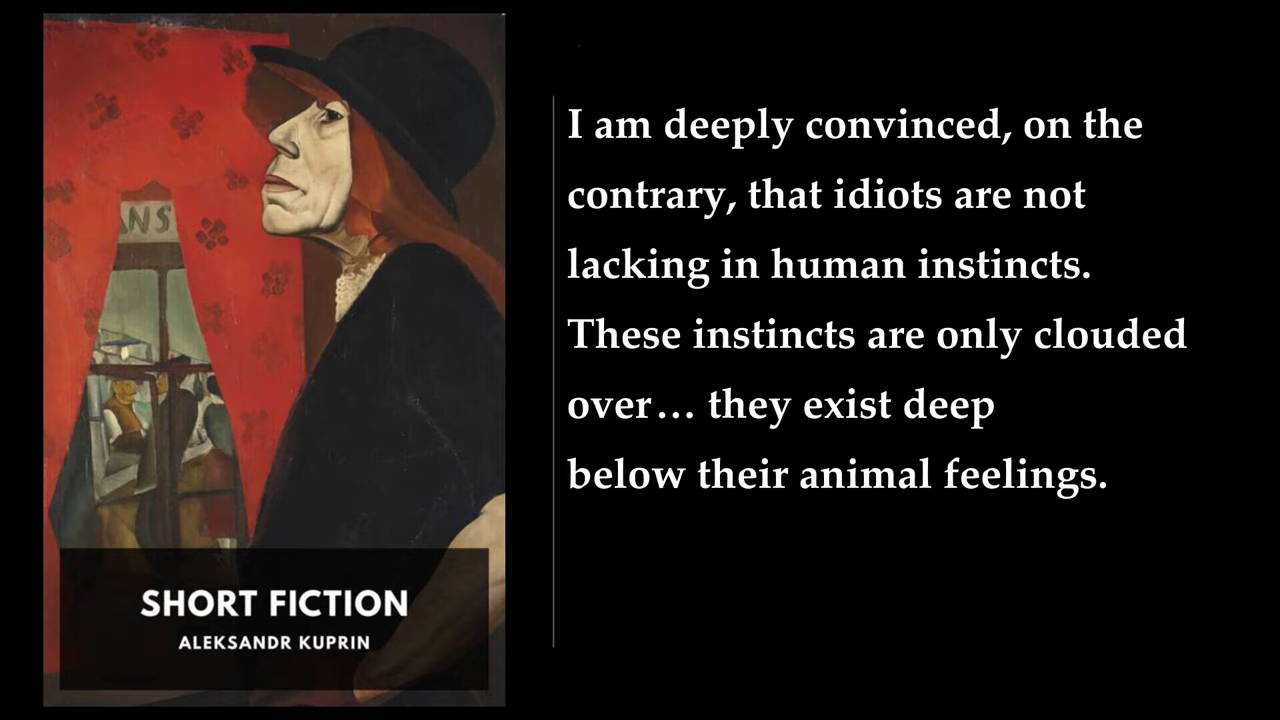 ANS
SHORT FICTION
ALEKSANDR KUPRIN
I am deeply convinced, on the
contrary, that idiots are not
lacking in human instincts.
These instincts are only clouded
over… they exist deep
below their animal feelings.